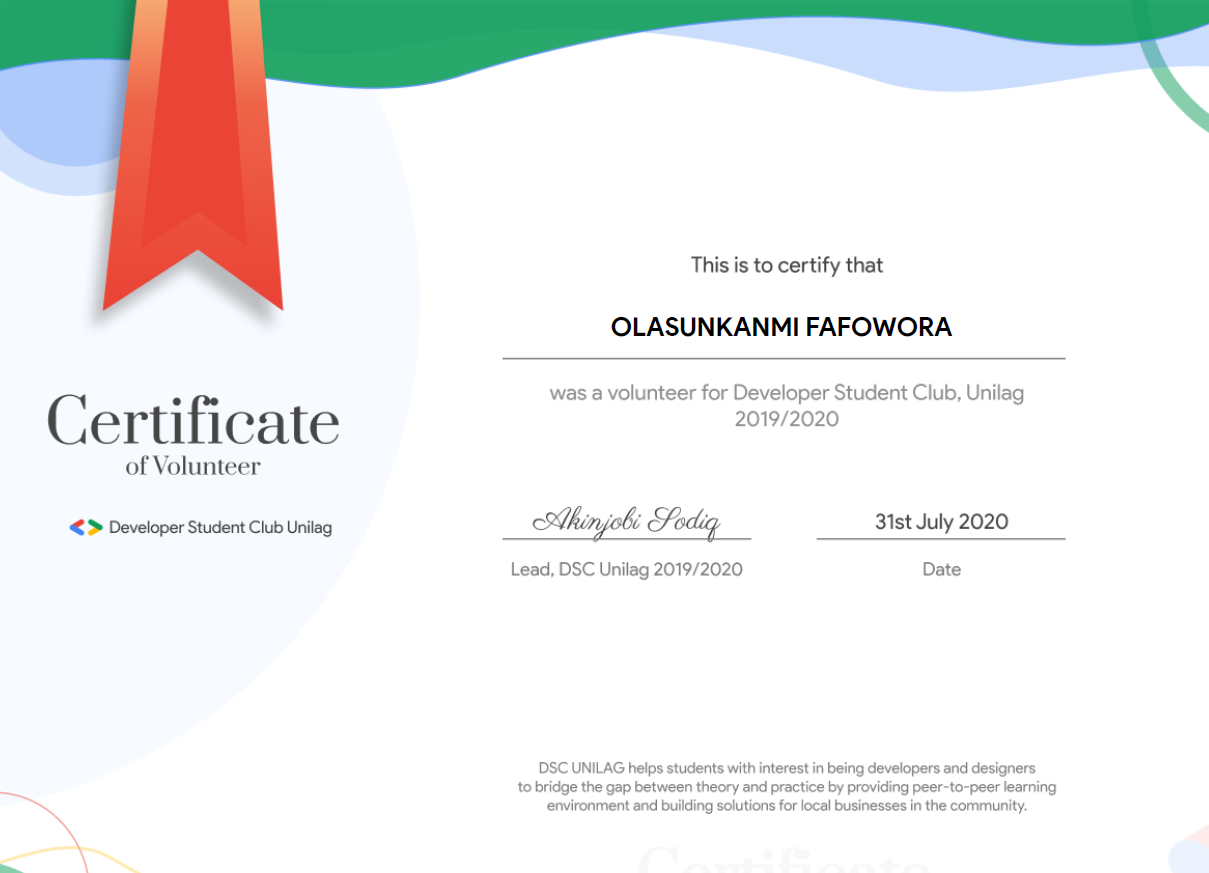 Certificate
of Volunteer
Developer Student Club Unilag
This is to certify that
OLASUNKANMI FAFOWORA
was a volunteer for Developer Student Club, Unilag
2019/2020
Akinjobi Sodiq
Lead, DSC Unilag 2019/2020
31st July 2020
Date
DSC UNILAG helps students with interest in being developers and designers
to bridge the gap between theory and practice by providing peer-to-peer learning
environment and building solutions for local businesses in the community.
Certificate